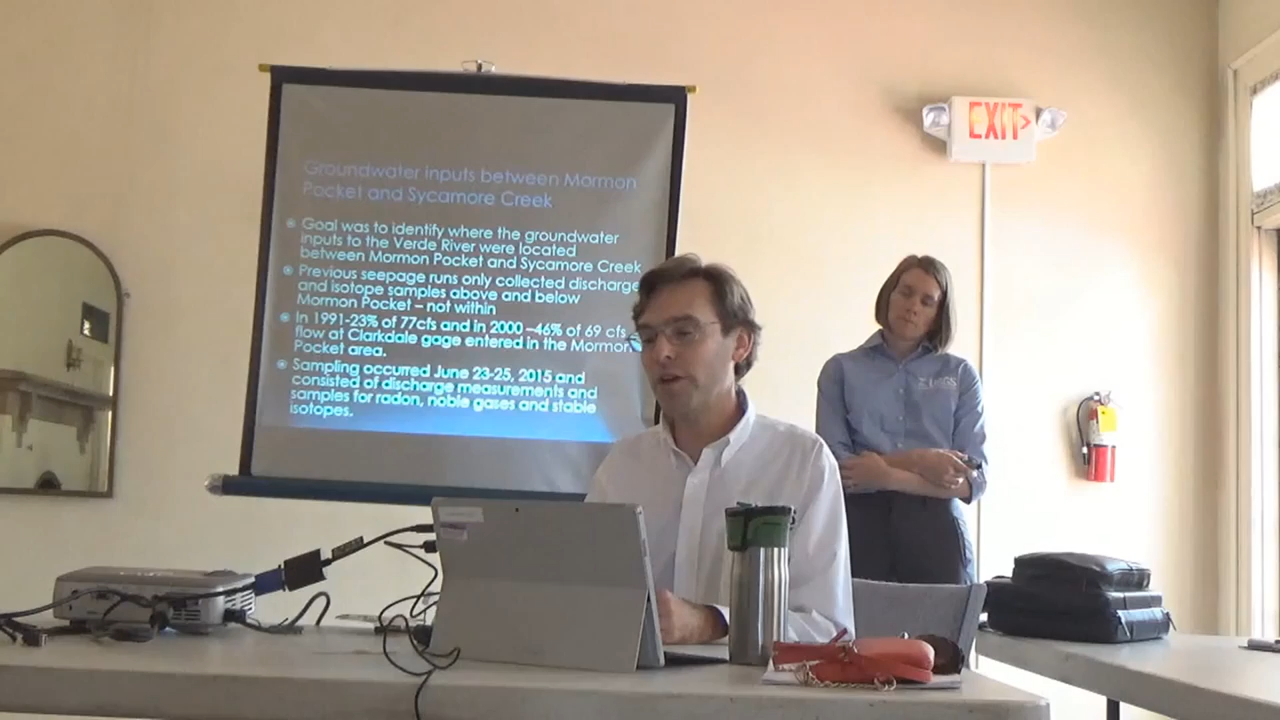 Groundwater inputs between Mormon
Pocket and Sycamore Creek
Goal was to identify where the groundwater
inputs to the Verde River were located
between Mormon Pocket and Sycamore Creek
Previous seepage runs only collected discharge
and isotope samples above and below
Mormon Pocket – not within
In 1991-23% of 77cfs and in 2000 –46% of 69 cfs
flow at Clarkdale gage entered in the Mormon
Pocket area.
Sampling occurred June 23-25, 2015 and
consisted of discharge measurements and
samples for radon, noble gases and stable
isotopes.
EXIT>
USGS